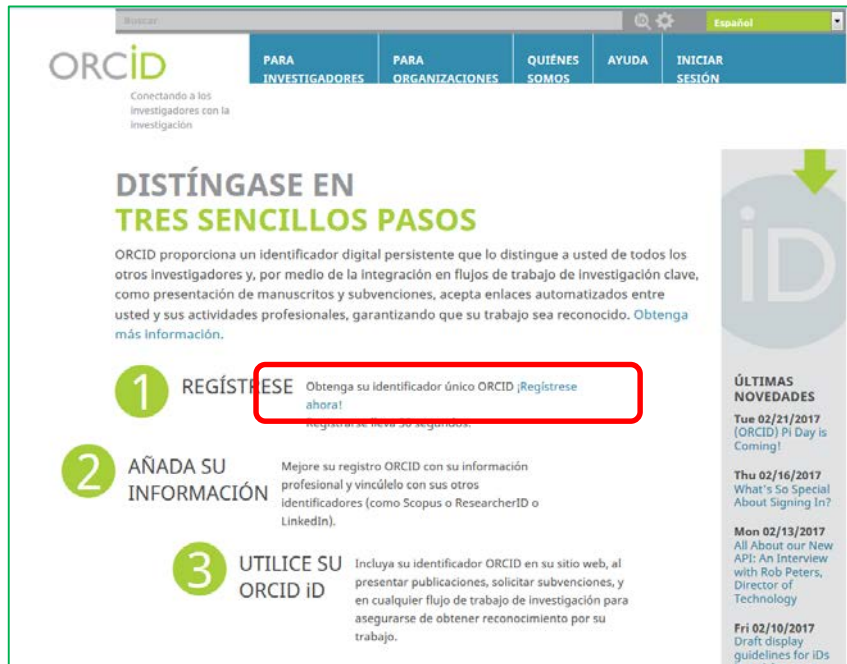 Buscar
Español
ORCID
Conectando a los
investigadores con la
investigación
PARA
INVESTIGADORES
PARA
ORGANIZACIONES
QUIÉNES
SOMOS
AYUDA
INICIAR
SESIÓN
DISTÍNGASE EN
TRES SENCILLOS PASOS
ORCID proporciona un identificador digital persistente que lo distingue a usted de todos los
otros investigadores y, por medio de la integración en flujos de trabajo de investigación clave,
como presentación de manuscritos y subvenciones, acepta enlaces automatizados entre
usted y sus actividades profesionales, garantizando que su trabajo sea reconocido. Obtenga
más información.
1 REGÍSTRESE
Obtenga su identificador único ORCID ¡Regístrese
ahora!
Registrarse lleva 30 segundos.
2 AÑADA SU
INFORMACIÓN
Mejore su registro ORCID con su información
profesional y vincúlelo con sus otros
identificadores (como Scopus o ResearcherID o
LinkedIn).
3 UTILICE SU
ORCID iD
Incluya su identificador ORCID en su sitio web, al
presentar publicaciones, solicitar subvenciones, y
en cualquier flujo de trabajo de investigación para
asegurarse de obtener reconocimiento por su
trabajo.
iD
ÚLTIMAS
NOVEDADES
Tue 02/21/2017
(ORCID) Pi Day is
Coming!
Thu 02/16/2017
What's So Special
About Signing In?
Mon 02/13/2017
All About our New
API: An Interview
with Rob Peters,
Director of
Technology
Fri 02/10/2017
Draft display
guidelines for iDs